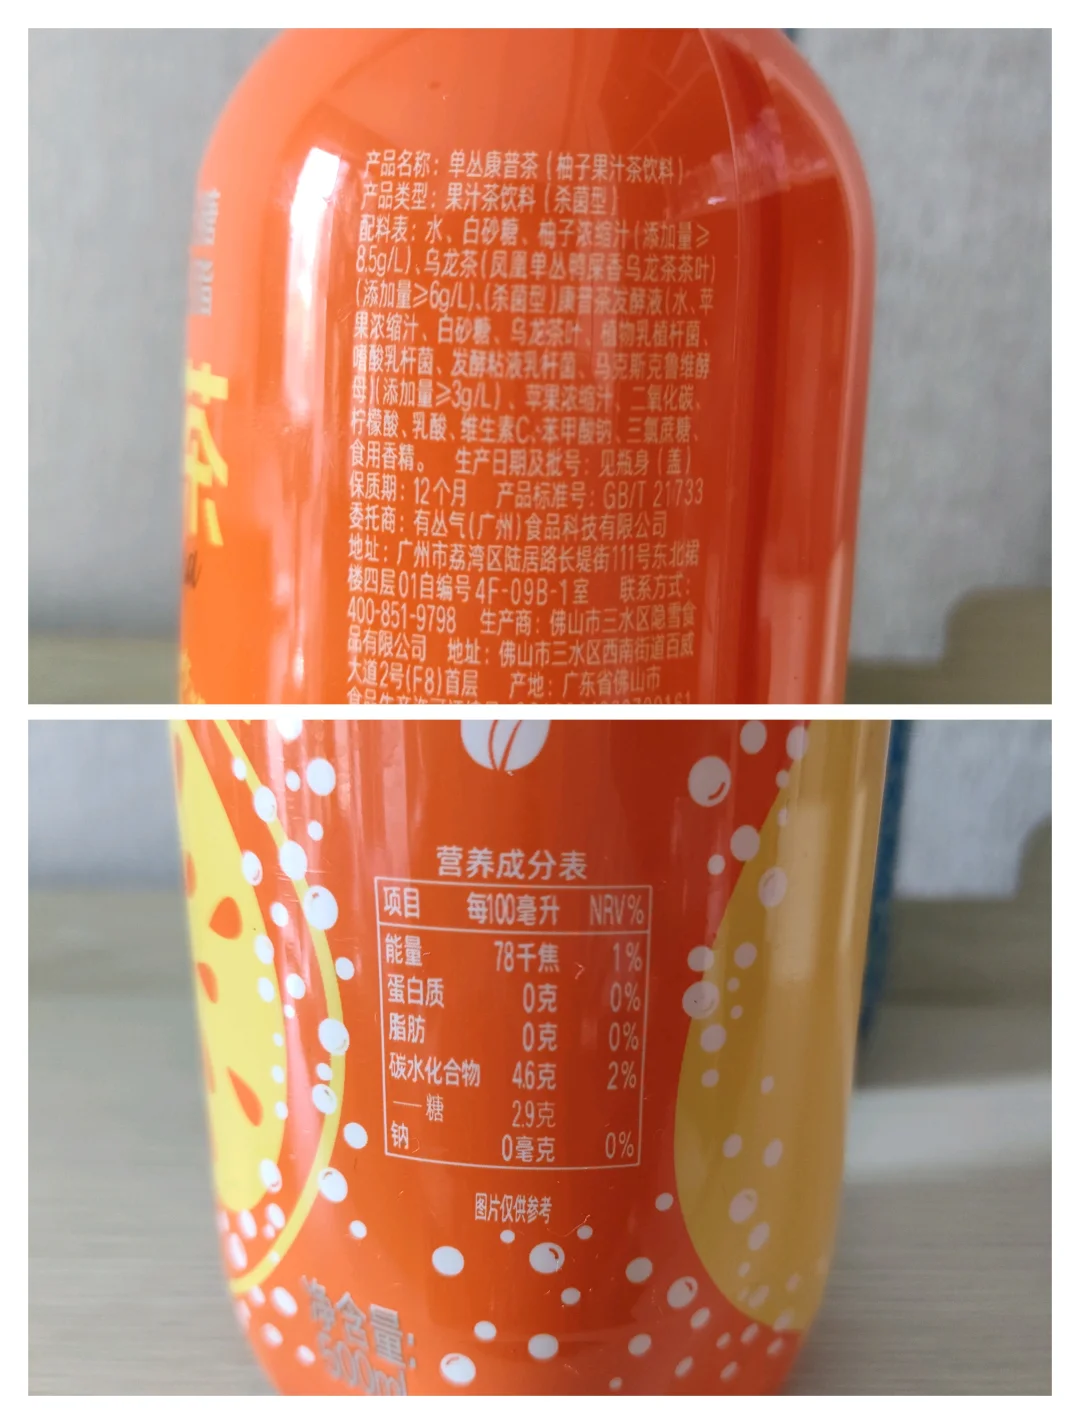 产品名称：单丛康普茶（柚子果汁茶饮料）
产品类型：果汁茶饮料（杀菌型）
配料表：水、白砂糖、柚子浓缩汁（添加量≥
8.5g/L）、乌龙茶（凤凰单丛鸭屎香乌龙茶茶叶）
（添加量≥6g/L）、（杀菌型）康普茶发酵液（水、苹
果浓缩汁、白砂糖、乌龙茶叶、植物乳植杆菌、
嗜酸乳杆菌、发酵粘液乳杆菌、马克斯克鲁维酵
母）（添加量≥3g/L）、苹果浓缩汁、二氧化碳、
柠檬酸、乳酸、维生素C、苯甲酸钠、三氯蔗糖、
食用香精。 生产日期及批号：见瓶身（盖）
保质期：12个月 产品标准号：GB/T 21733
委托商：有丛气（广州）食品科技有限公司
地址：广州市荔湾区陆居路长堤街111号东北裙
楼四层01自编号4F-09B-1室 联系方式：
400-851-9798 生产商：佛山市三水区隐雪食
品有限公司 地址：佛山市三水区西南街道百威
大道2号（F8）首层 产地：广东省佛山市
茶
营养成分表
项目 每100毫升 NRV%
能量 78千焦 1%
蛋白质 0克 0%
脂肪 0克 0%
碳水化合物 4.6克 2%
——糖 2.9克
钠 0毫克 0%
图片仅供参考
净含量：